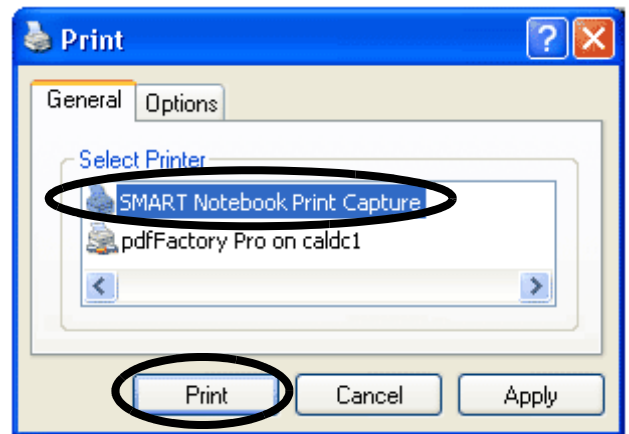 Print
General Options
Select Printer
SMART Notebook Print Capture
pdfFactory Pro on caldc1
Print Cancel Apply